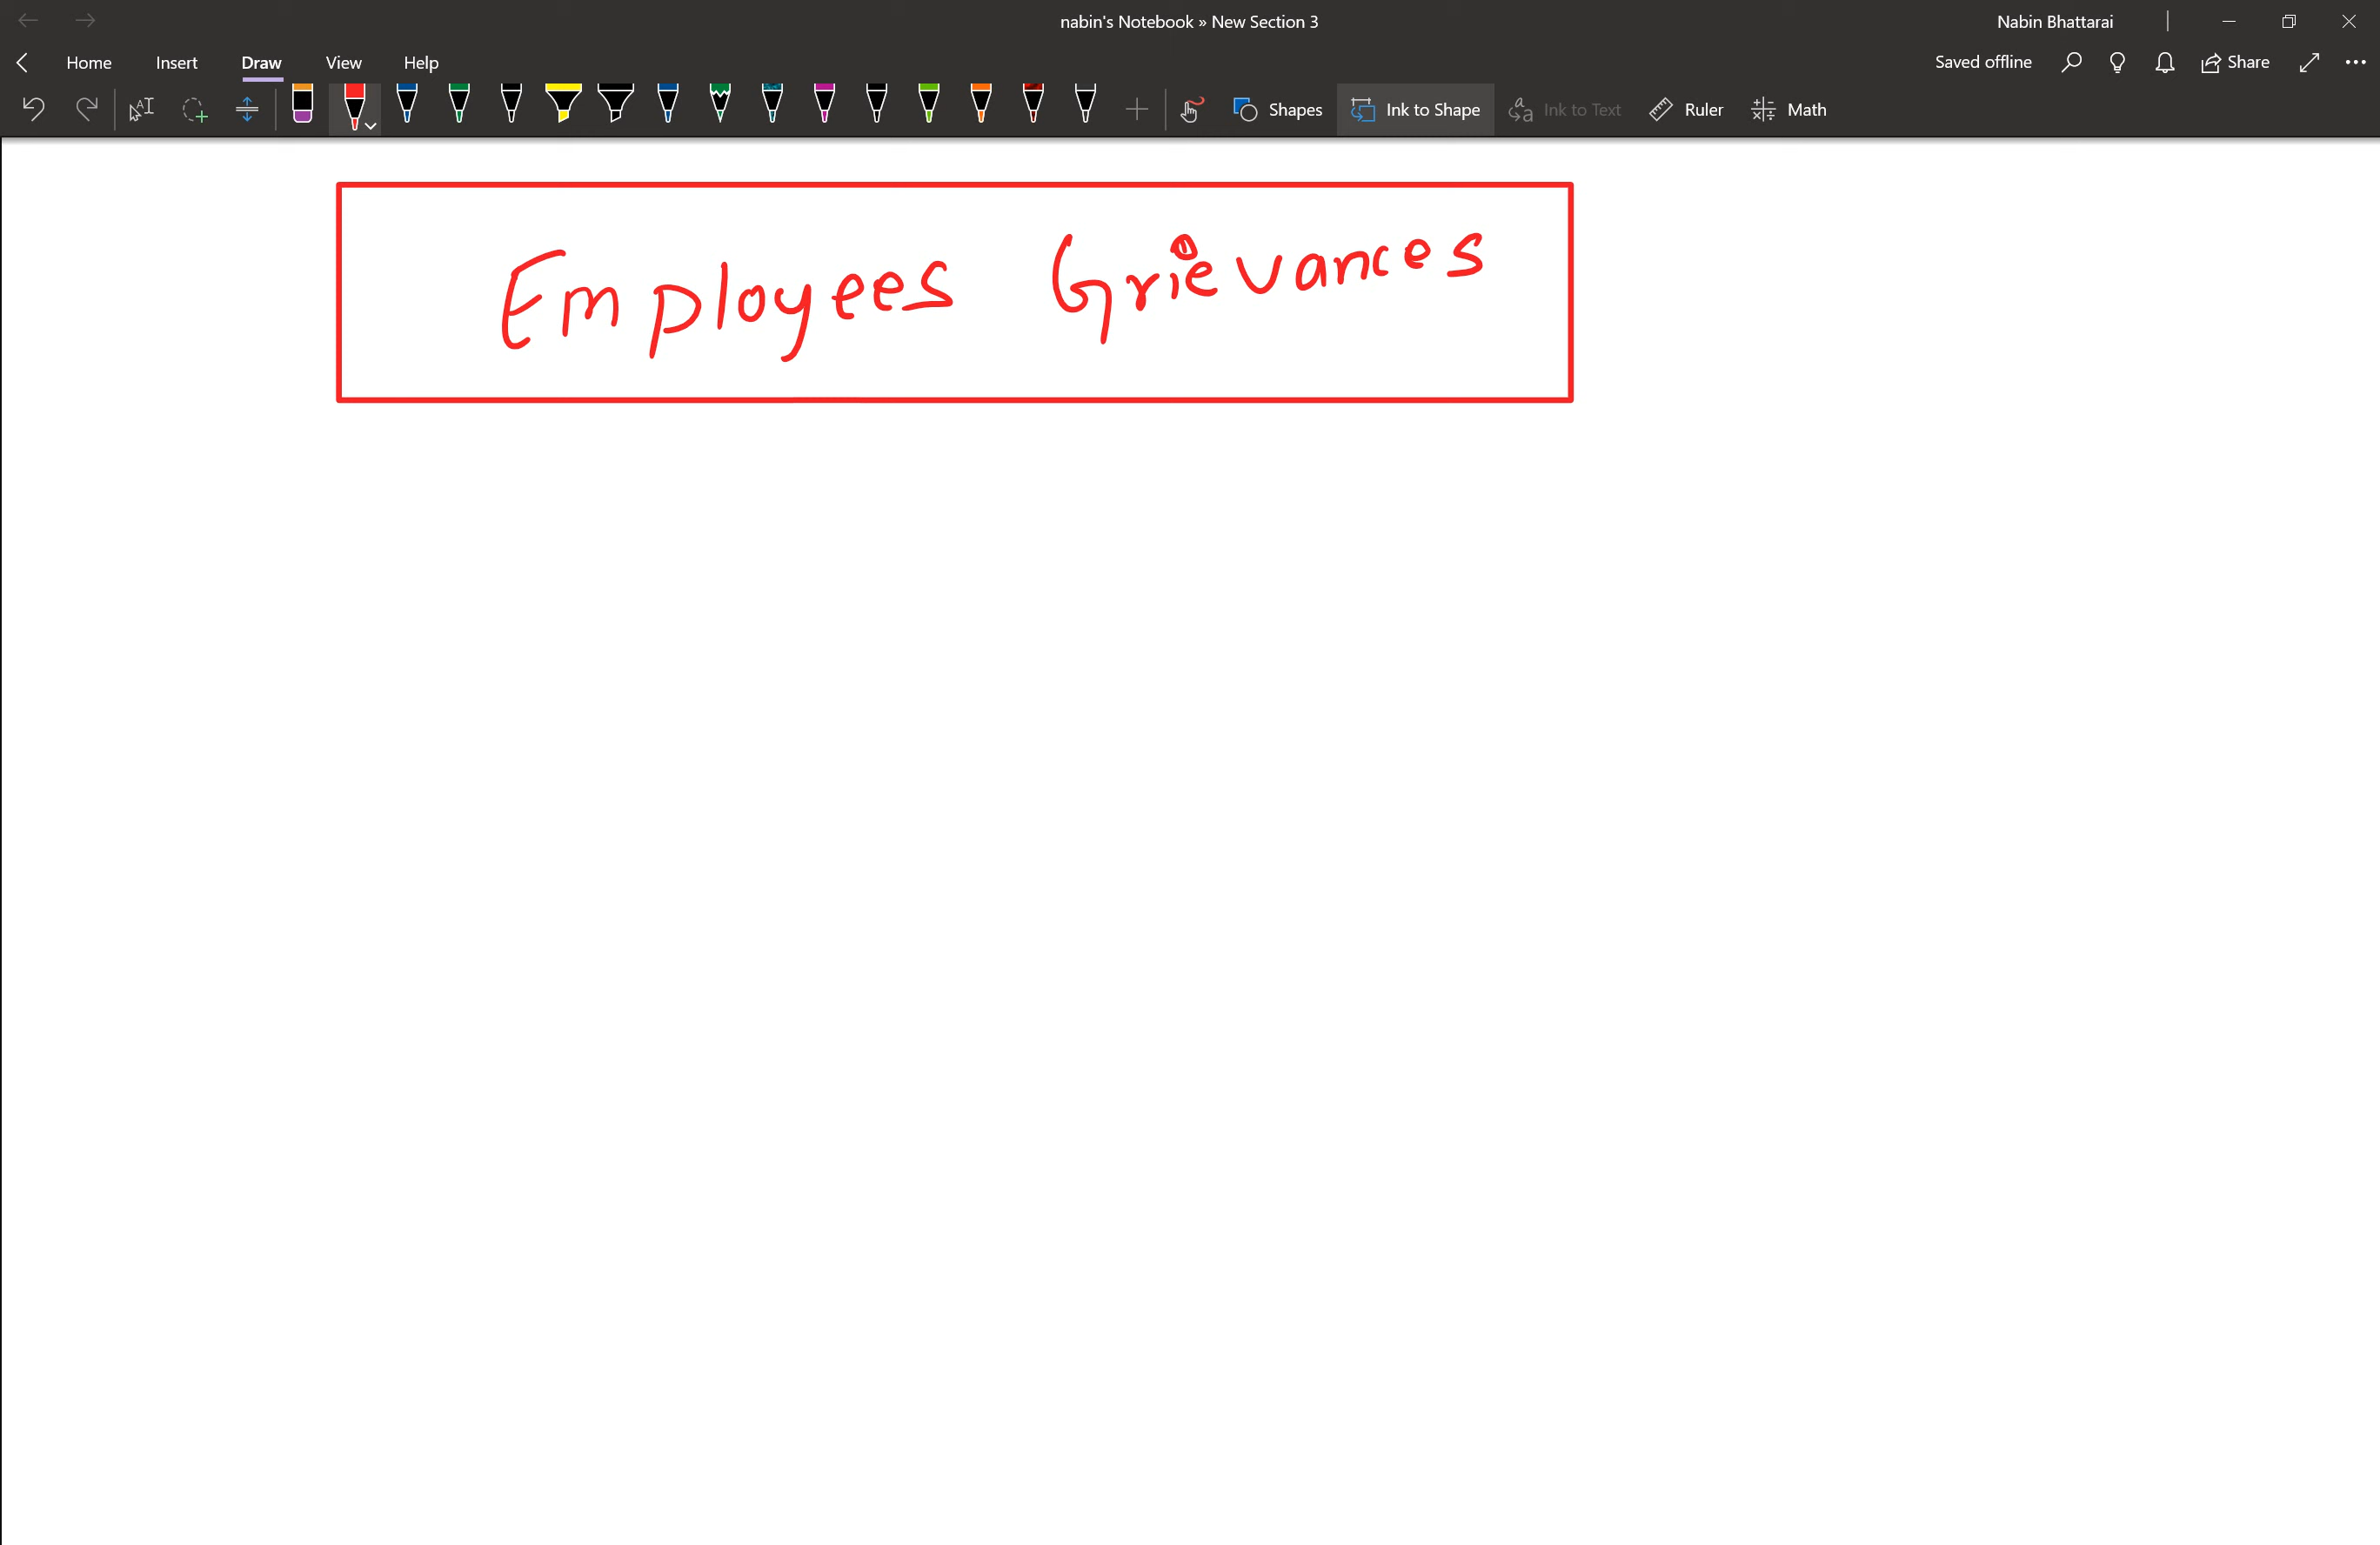 nabin's Notebook » New Section 3
Nabin Bhattarai
Home Insert Draw View Help
Saved offline Share
Shapes Ink to Shape Ink to Text Ruler Math
Employees Grievances